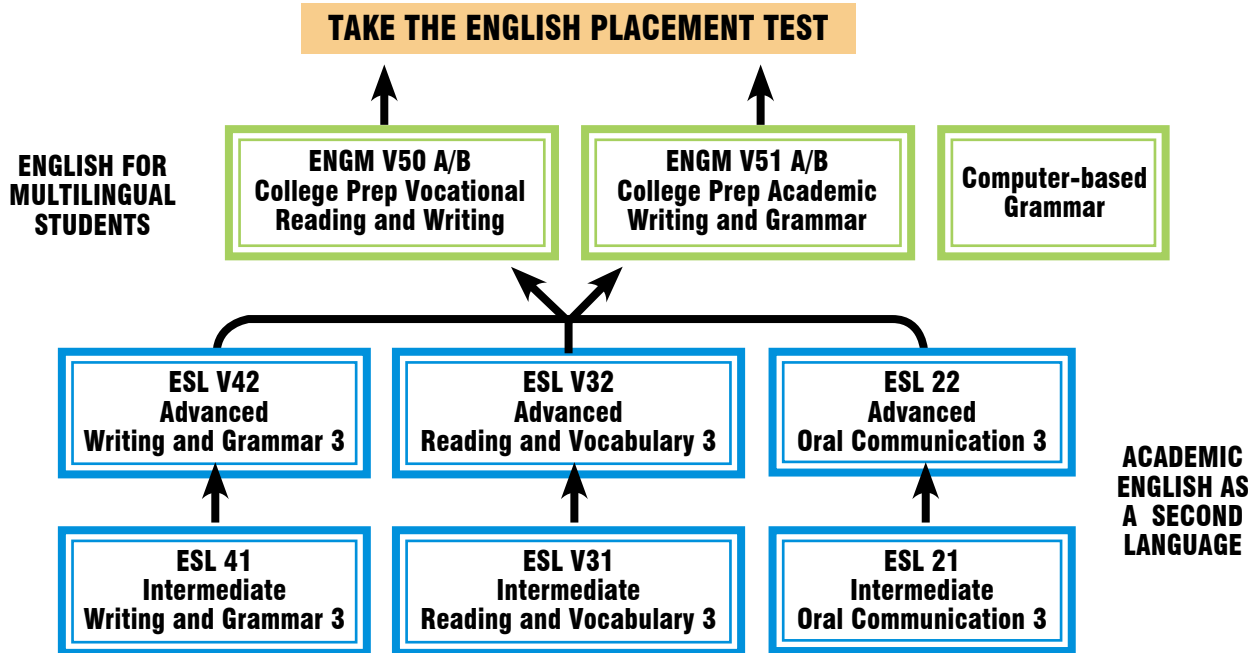 TAKE THE ENGLISH PLACEMENT TEST
ENGLISH FOR
MULTILINGUAL
STUDENTS
ENGM V50 A/B
College Prep Vocational
Reading and Writing
ENGM V51 A/B
College Prep Academic
Writing and Grammar
Computer-based
Grammar
ESL V42
Advanced
Writing and Grammar 3
ESL V32
Advanced
Reading and Vocabulary 3
ESL 22
Advanced
Oral Communication 3
ACADEMIC
ENGLISH AS
A SECOND
LANGUAGE
ESL 41
Intermediate
Writing and Grammar 3
ESL V31
Intermediate
Reading and Vocabulary 3
ESL 21
Intermediate
Oral Communication 3